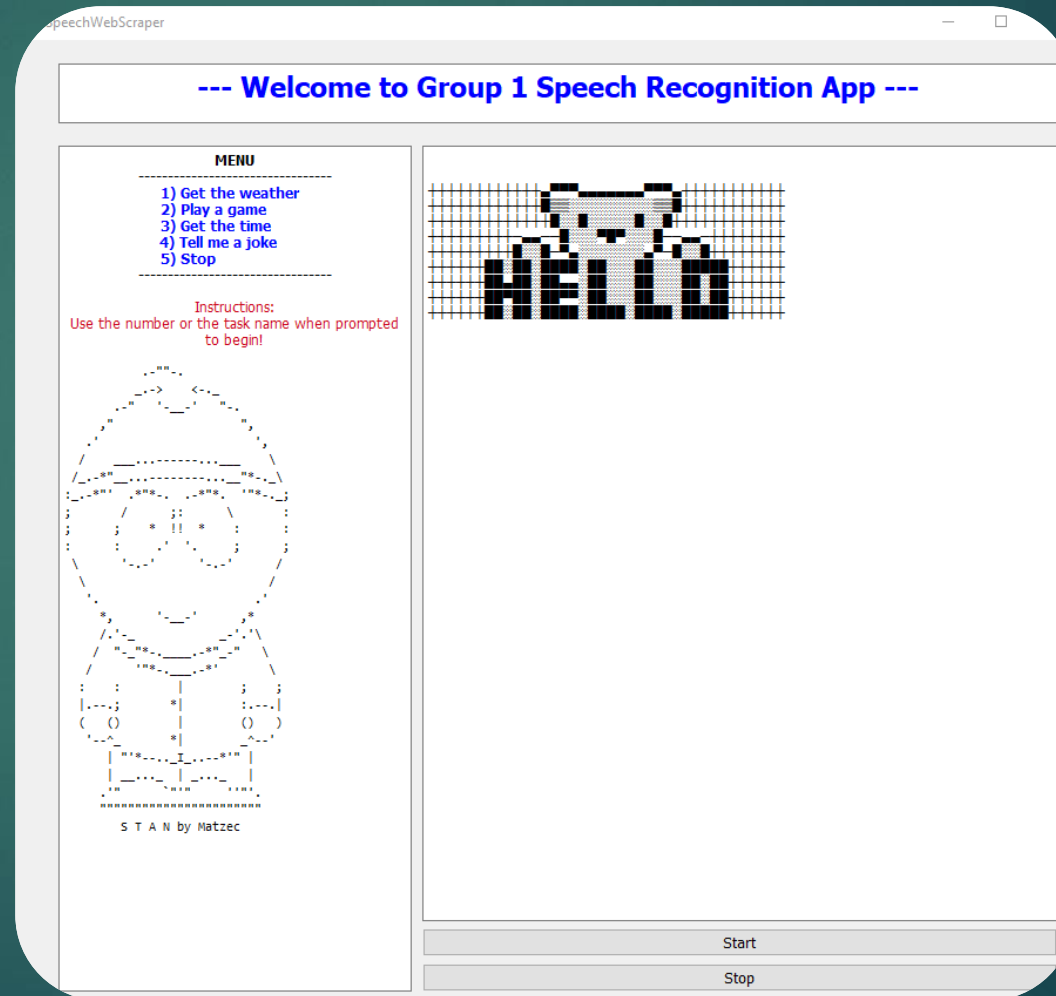 SpeechWebScraper
--- Welcome to Group 1 Speech Recognition App ---
MENU
--------------------------------
1) Get the weather
2) Play a game
3) Get the time
4) Tell me a joke
5) Stop
--------------------------------
Instructions:
Use the number or the task name when prompted
to begin!
S T A N by Matzec
HELLO
Start
Stop